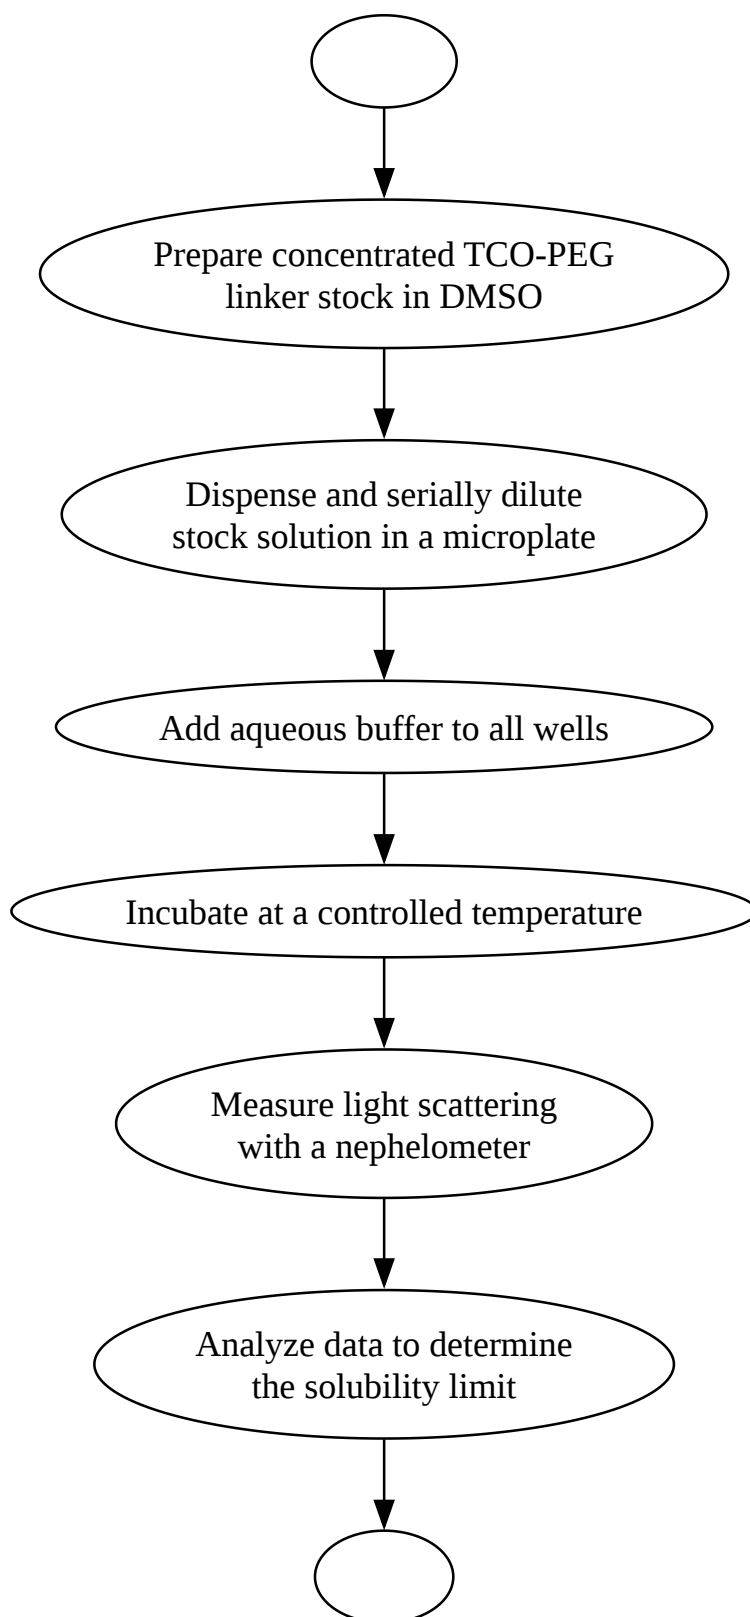 Prepare concentrated TCO-PEG
linker stock in DMSO
Dispense and serially dilute
stock solution in a microplate
Add aqueous buffer to all wells
Incubate at a controlled temperature
Measure light scattering
with a nephelometer
Analyze data to determine
the solubility limit